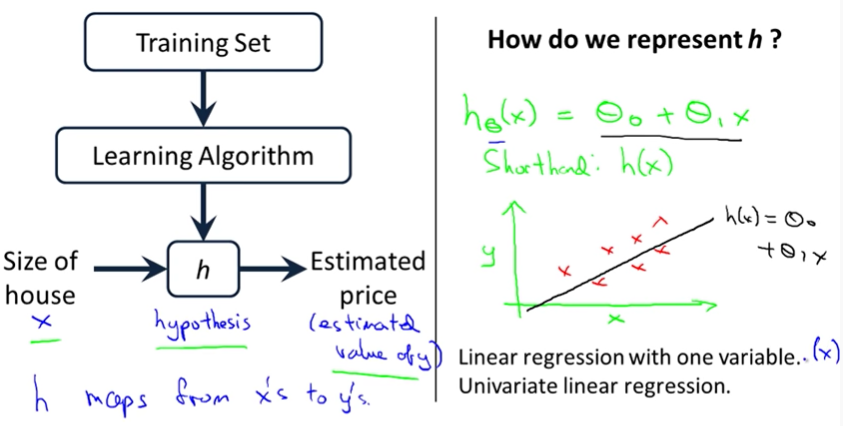 Training Set
Learning Algorithm
Size of
house
x
h
hypothesis
Estimated
price
(estimated
value of y)
h maps from x's to y's.
How do we represent h ?
hθ(x) = θ₀ + θ₁x
Shorthand: h(x)
y
x
h(x) = θ₀
+ θ₁x
Linear regression with one variable. (x)
Univariate linear regression.